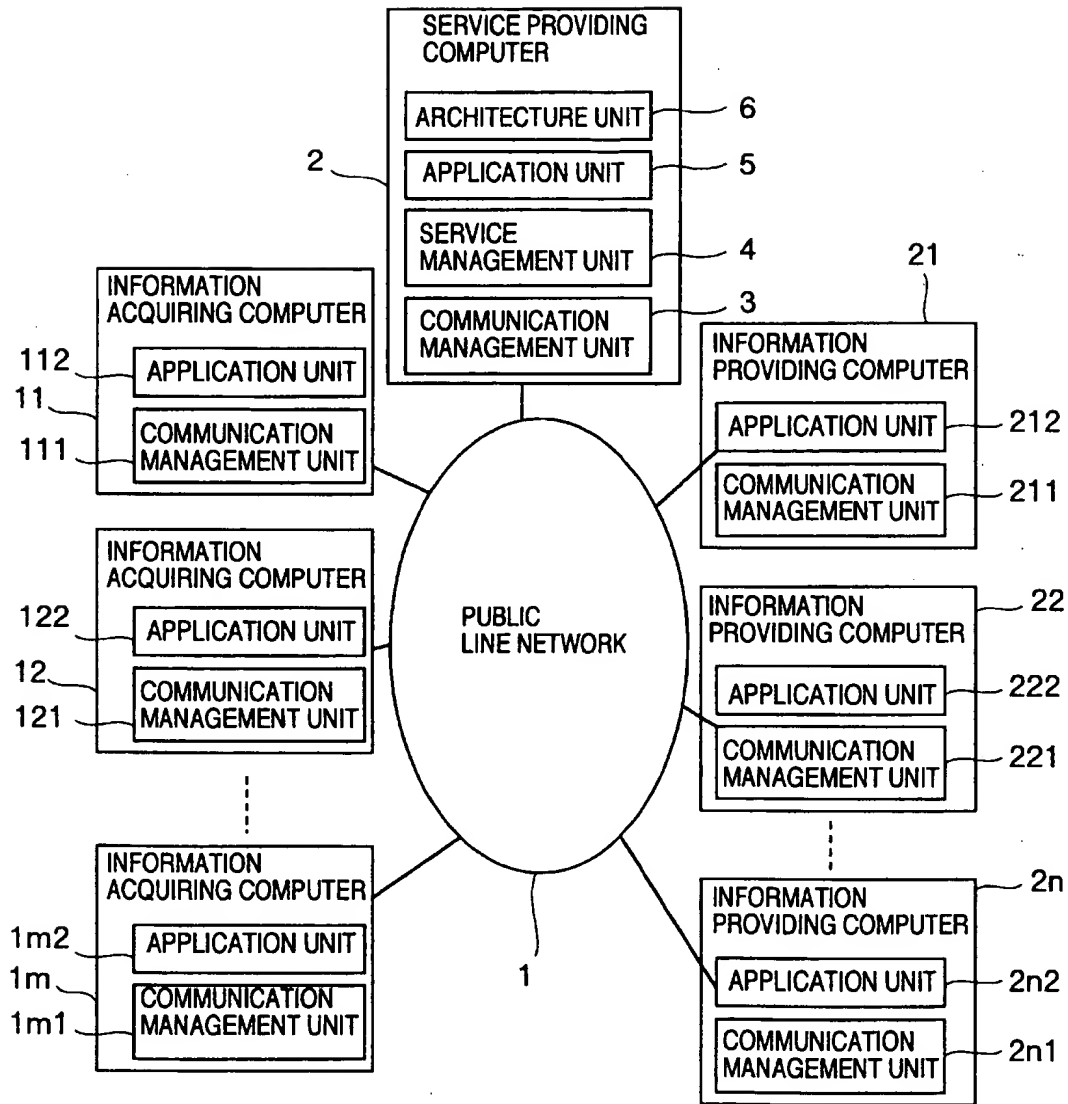 SERVICE PROVIDING
COMPUTER
ARCHITECTURE UNIT
6
2
APPLICATION UNIT
5
SERVICE
MANAGEMENT UNIT
4
COMMUNICATION
MANAGEMENT UNIT
3
INFORMATION
ACQUIRING COMPUTER
112
APPLICATION UNIT
11
111
COMMUNICATION
MANAGEMENT UNIT
INFORMATION
ACQUIRING COMPUTER
122
APPLICATION UNIT
12
121
COMMUNICATION
MANAGEMENT UNIT
INFORMATION
ACQUIRING COMPUTER
1m2
APPLICATION UNIT
1m
1m1
COMMUNICATION
MANAGEMENT UNIT
PUBLIC
LINE NETWORK
1
21
INFORMATION
PROVIDING COMPUTER
APPLICATION UNIT
212
COMMUNICATION
MANAGEMENT UNIT
211
22
INFORMATION
PROVIDING COMPUTER
APPLICATION UNIT
222
COMMUNICATION
MANAGEMENT UNIT
221
2n
INFORMATION
PROVIDING COMPUTER
APPLICATION UNIT
2n2
COMMUNICATION
MANAGEMENT UNIT
2n1